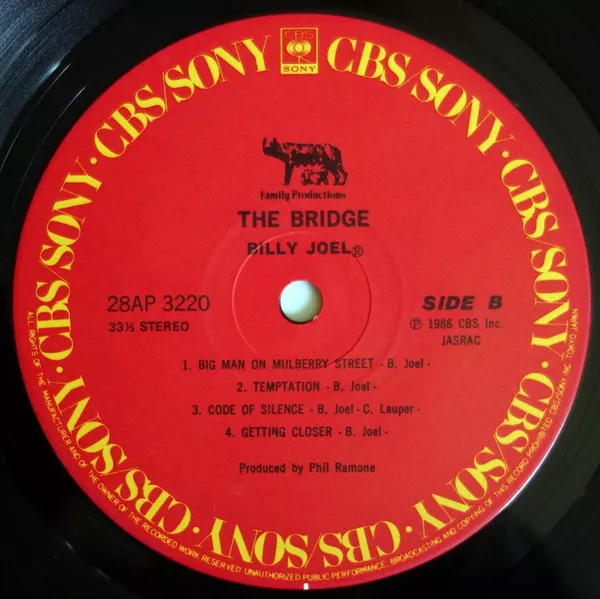 CBS/SONY · CBS/SONY · CBS/SONY · CBS/SONY · CBS/SONY · CBS/SONY · CBS/SONY · CBS/SONY
CBS
SONY
Family Productions
THE BRIDGE
BILLY JOEL®
28AP 3220
33⅓ STEREO
SIDE B
℗ 1986 CBS Inc.
JASRAC
1. BIG MAN ON MULBERRY STREET - B. Joel -
2. TEMPTATION - B. Joel -
3. CODE OF SILENCE - B. Joel - C. Lauper -
4. GETTING CLOSER - B. Joel -
Produced by Phil Ramone
ALL RIGHTS OF THE MANUFACTURER AND OF THE OWNER OF THE RECORDED WORK RESERVED UNAUTHORIZED PUBLIC PERFORMANCE, BROADCASTING AND COPYING OF THIS RECORD PROHIBITED CBS/SONY INC. TOKYO JAPAN